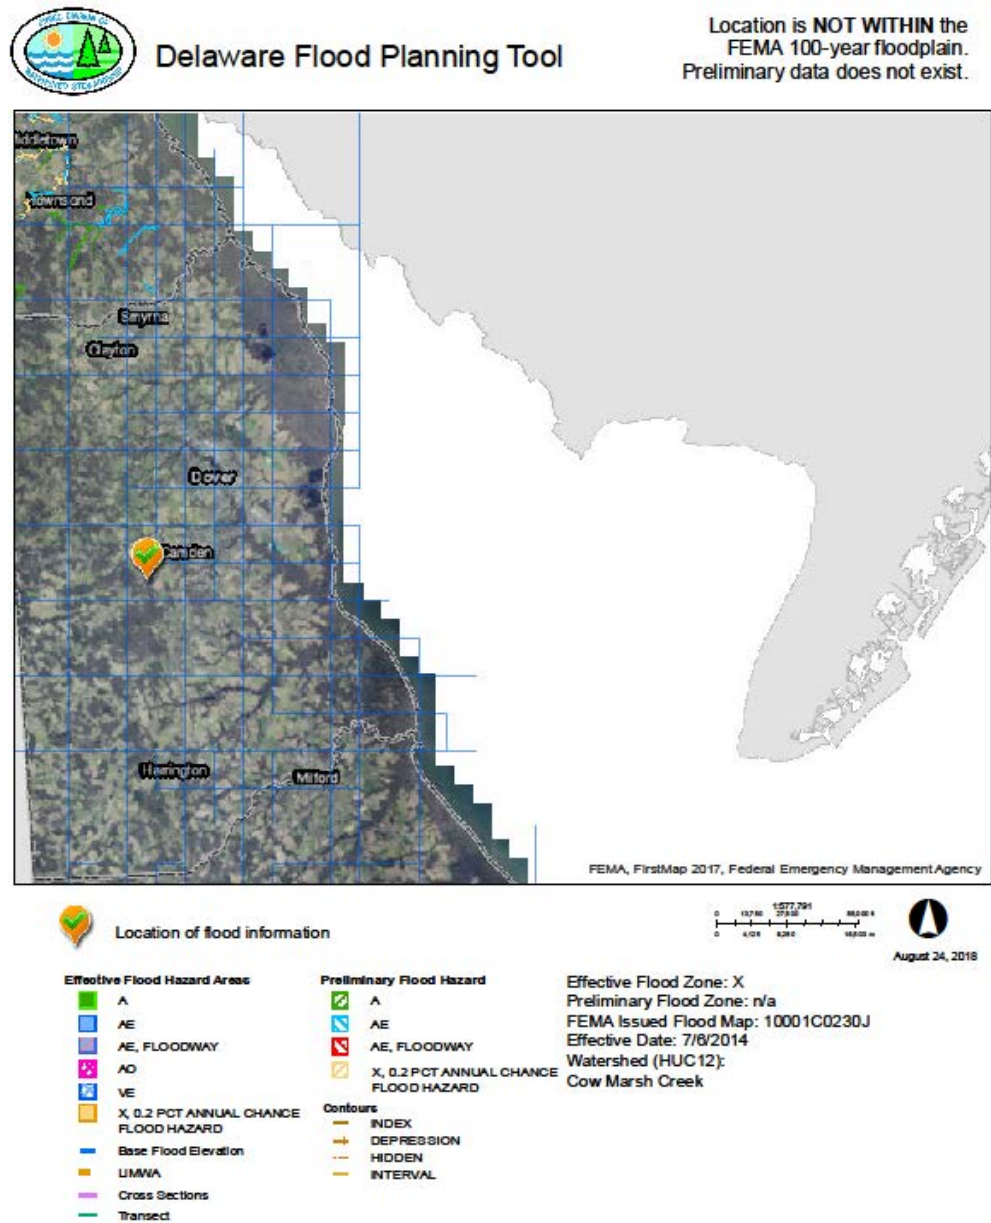 Delaware Flood Planning Tool
Location is NOT WITHIN the
FEMA 100-year floodplain.
Preliminary data does not exist.
Townsend
Smyrna
Clayton
Dover
Camden
Harrington
Milford
FEMA, FirstMap 2017, Federal Emergency Management Agency
Location of flood information
1:577,791
August 24, 2018
Effective Flood Hazard Areas
A
AE
AE, FLOODWAY
AO
VE
X, 0.2 PCT ANNUAL CHANCE
FLOOD HAZARD
Base Flood Elevation
LIMWA
Cross Sections
Transect
Preliminary Flood Hazard
A
AE
AE, FLOODWAY
X, 0.2 PCT ANNUAL CHANCE
FLOOD HAZARD
Contours
INDEX
DEPRESSION
HIDDEN
INTERVAL
Effective Flood Zone: X
Preliminary Flood Zone: n/a
FEMA Issued Flood Map: 10001C0230J
Effective Date: 7/6/2014
Watershed (HUC12):
Cow Marsh Creek